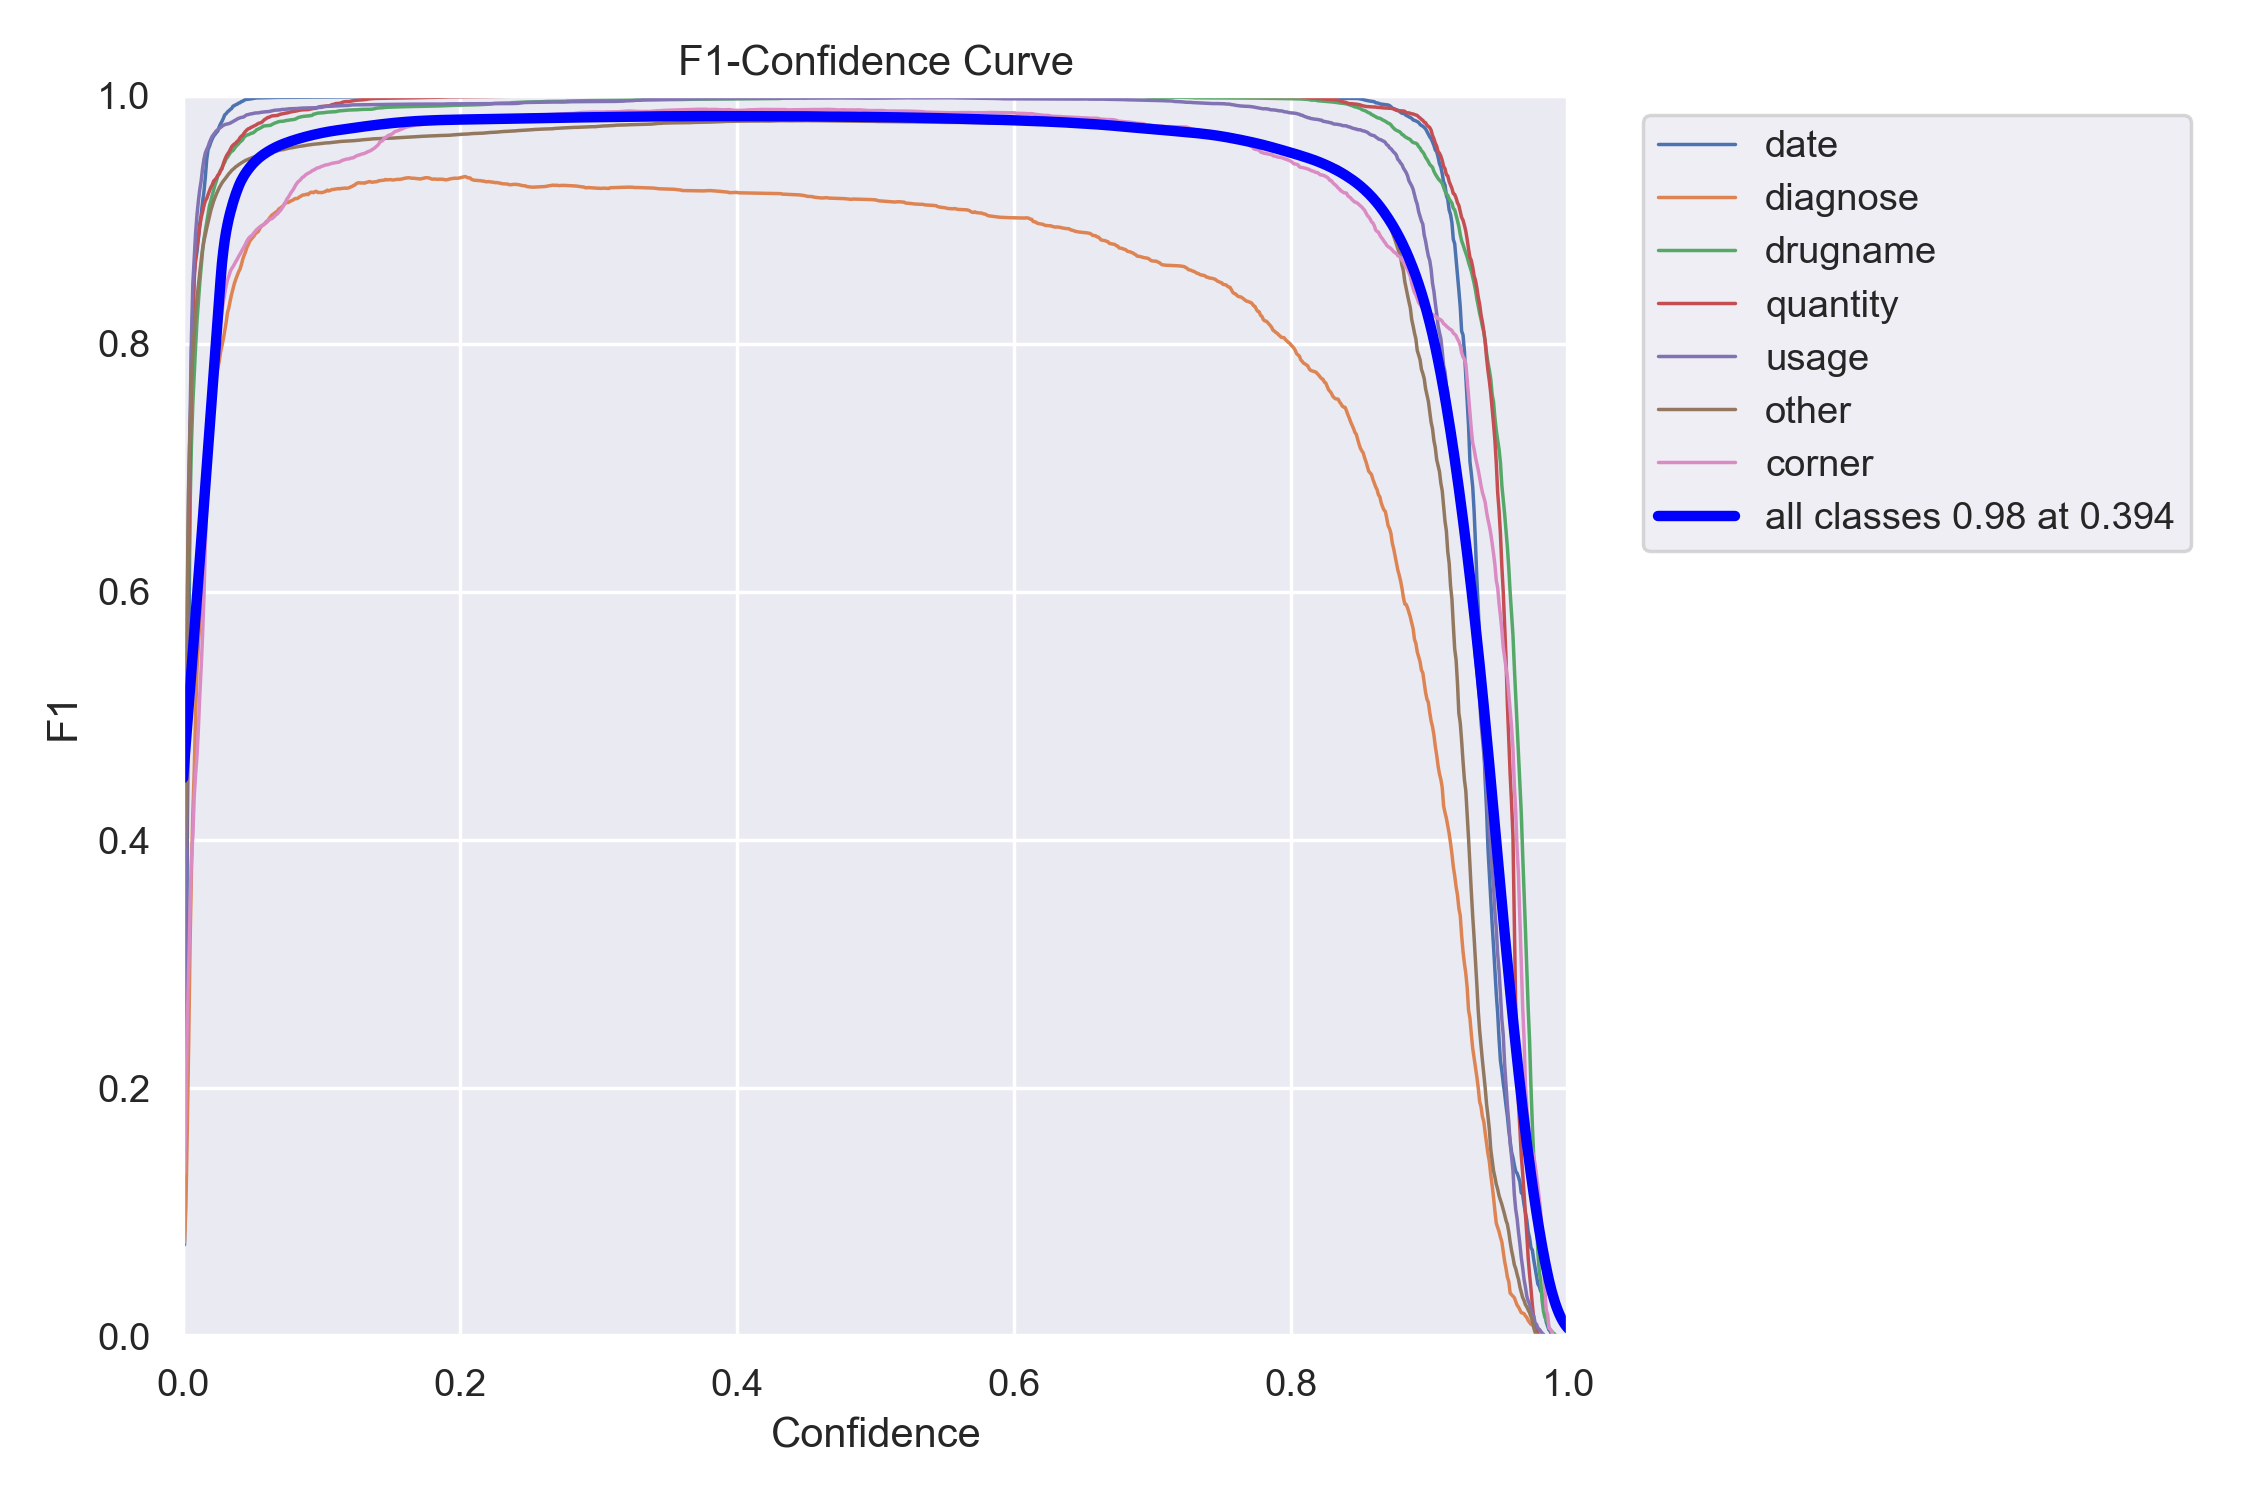 F1-Confidence Curve
1.0
0.8
0.6
0.4
0.2
0.0
F1
0.0 0.2 0.4 0.6 0.8 1.0
Confidence
date
diagnose
drugname
quantity
usage
other
corner
all classes 0.98 at 0.394